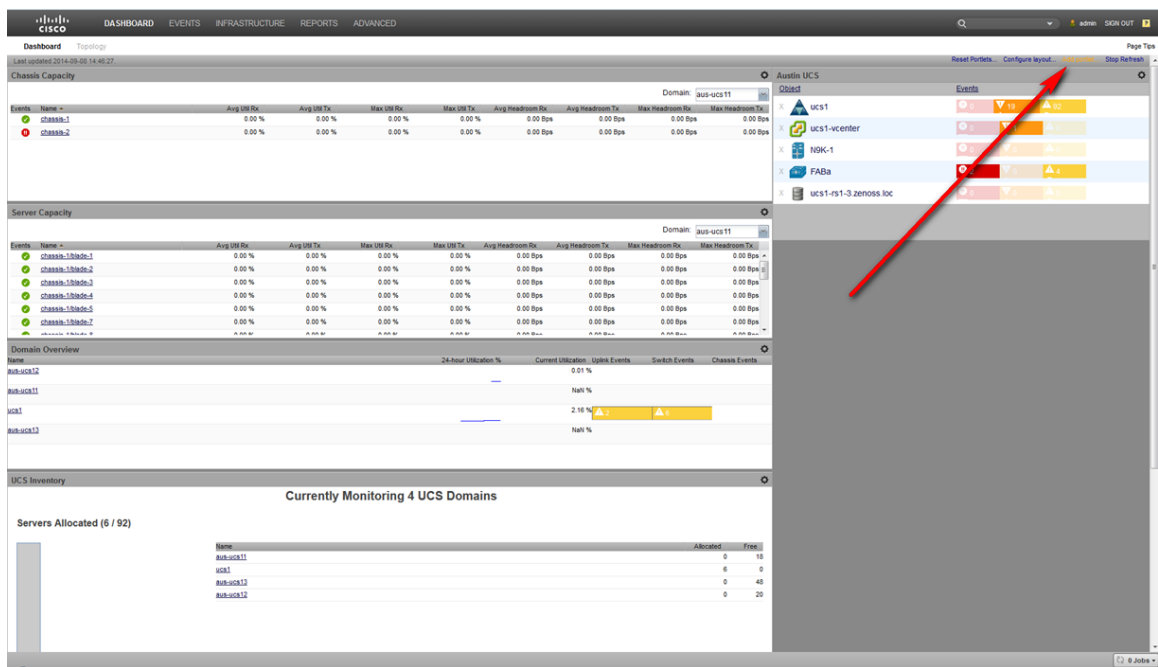 CISCO DASHBOARD EVENTS INFRASTRUCTURE REPORTS ADVANCED admin SIGN OUT ?
Dashboard Topology Page Tips
Last updated 2014-09-08 14:46:27. Reset Portlets... Configure layout... Stop Refresh
Chassis Capacity
Domain: aus-ucs11
Events Name Avg Util Rx Avg Util Tx Max Util Rx Max Util Tx Avg Headroom Rx Avg Headroom Tx Max Headroom Rx Max Headroom Tx
chassis-1 0.00 % 0.00 % 0.00 % 0.00 % 0.00 Bps 0.00 Bps 0.00 Bps 0.00 Bps
chassis-2 0.00 % 0.00 % 0.00 % 0.00 % 0.00 Bps 0.00 Bps 0.00 Bps 0.00 Bps
Server Capacity
Domain: aus-ucs11
Events Name Avg Util Rx Avg Util Tx Max Util Rx Max Util Tx Avg Headroom Rx Avg Headroom Tx Max Headroom Rx Max Headroom Tx
chassis-1/blade-1 0.00 % 0.00 % 0.00 % 0.00 % 0.00 Bps 0.00 Bps 0.00 Bps 0.00 Bps
chassis-1/blade-2 0.00 % 0.00 % 0.00 % 0.00 % 0.00 Bps 0.00 Bps 0.00 Bps 0.00 Bps
chassis-1/blade-3 0.00 % 0.00 % 0.00 % 0.00 % 0.00 Bps 0.00 Bps 0.00 Bps 0.00 Bps
chassis-1/blade-4 0.00 % 0.00 % 0.00 % 0.00 % 0.00 Bps 0.00 Bps 0.00 Bps 0.00 Bps
chassis-1/blade-5 0.00 % 0.00 % 0.00 % 0.00 % 0.00 Bps 0.00 Bps 0.00 Bps 0.00 Bps
chassis-1/blade-7 0.00 % 0.00 % 0.00 % 0.00 % 0.00 Bps 0.00 Bps 0.00 Bps 0.00 Bps
Domain Overview
Name 24-hour Utilization % Current Utilization Uplink Events Switch Events Chassis Events
aus-ucs12 0.01 %
aus-ucs11 NaN %
ucs1 2.16 % 2 6
aus-ucs13 NaN %
UCS Inventory
Currently Monitoring 4 UCS Domains
Servers Allocated (6 / 92)
Name Allocated Free
aus-ucs11 0 18
ucs1 6 0
aus-ucs13 0 48
aus-ucs12 0 20
Austin UCS
Object Events
X ucs1 0 19 92
X ucs1-vcenter 0
X N9K-1 0
X FABa 0 4
X ucs1-rs1-3.zenoss.loc 0 0 0
0 Jobs